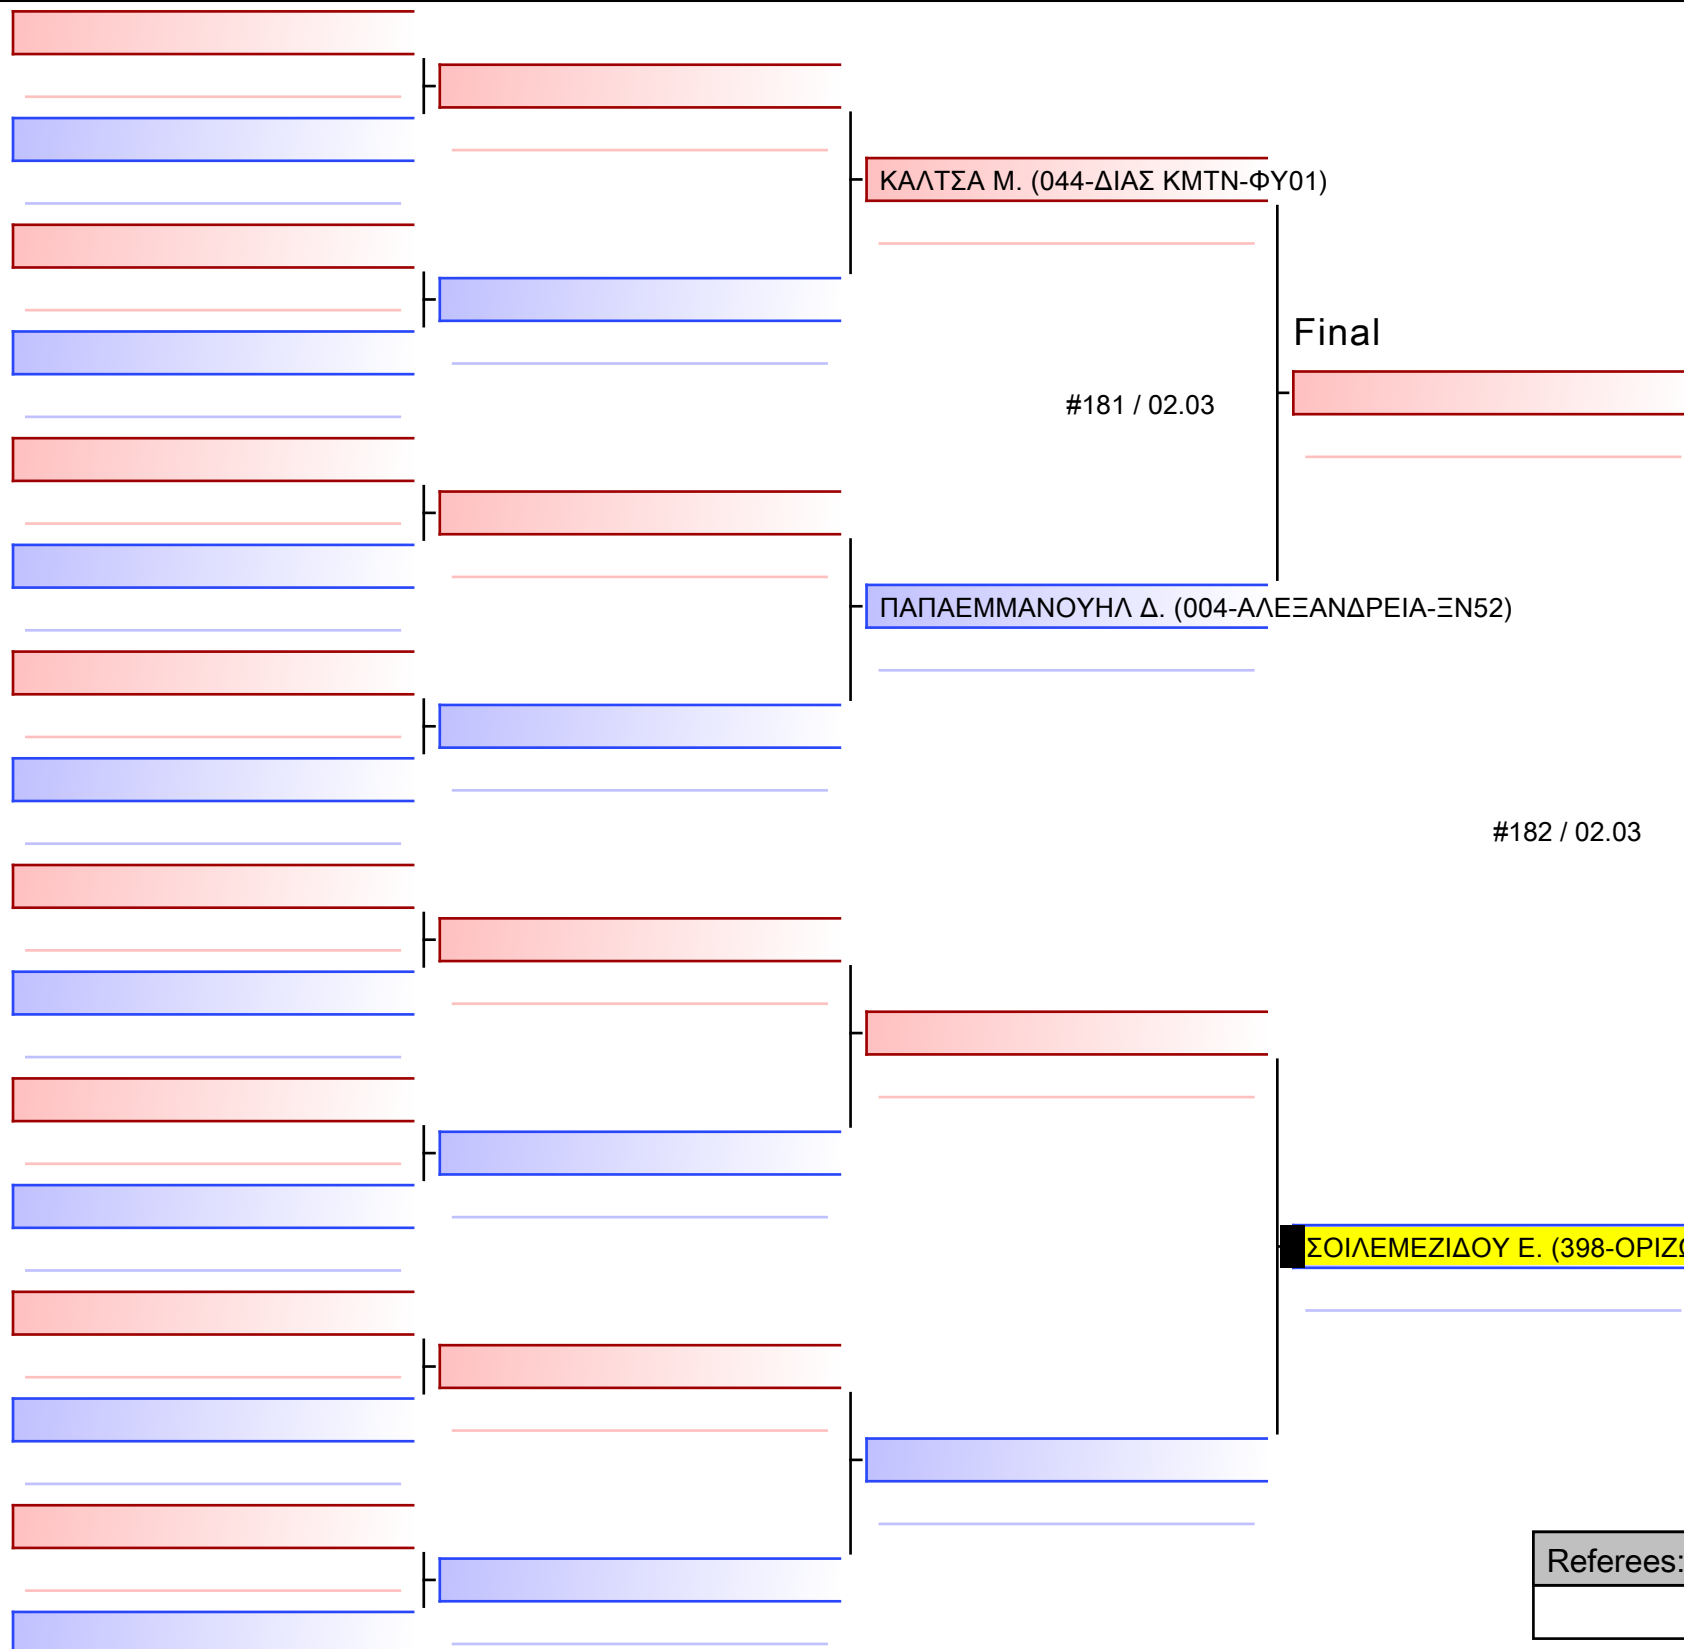 ΚΑΛΤΣΑ Μ. (044-ΔΙΑΣ ΚΜΤΝ-ΦΥ01)
Final
#181 / 02.03
ΠΑΠΑΕΜΜΑΝΟΥΗΛ Δ. (004-ΑΛΕΞΑΝΔΡΕΙΑ-ΞΝ52)
#182 / 02.03
ΣΟΙΛΕΜΕΖΙΔΟΥ Ε. (398-ΟΡΙΖΩ
Referees: